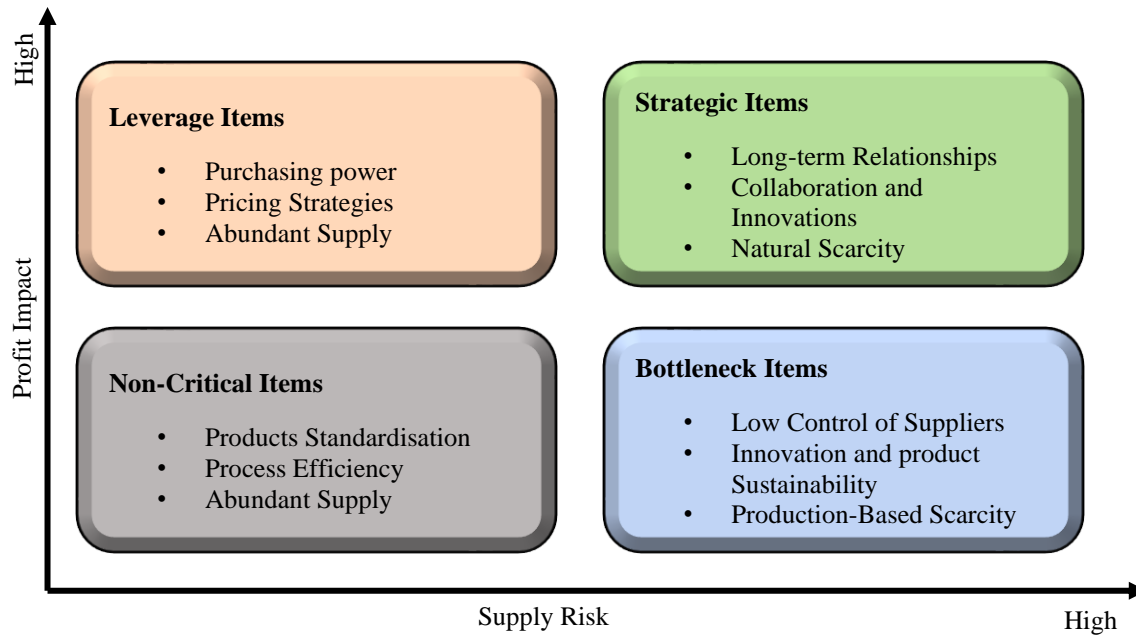 High
Profit Impact
Leverage Items
• Purchasing power
• Pricing Strategies
• Abundant Supply
Strategic Items
• Long-term Relationships
• Collaboration and
Innovations
• Natural Scarcity
Non-Critical Items
• Products Standardisation
• Process Efficiency
• Abundant Supply
Bottleneck Items
• Low Control of Suppliers
• Innovation and product
Sustainability
• Production-Based Scarcity
Supply Risk
High